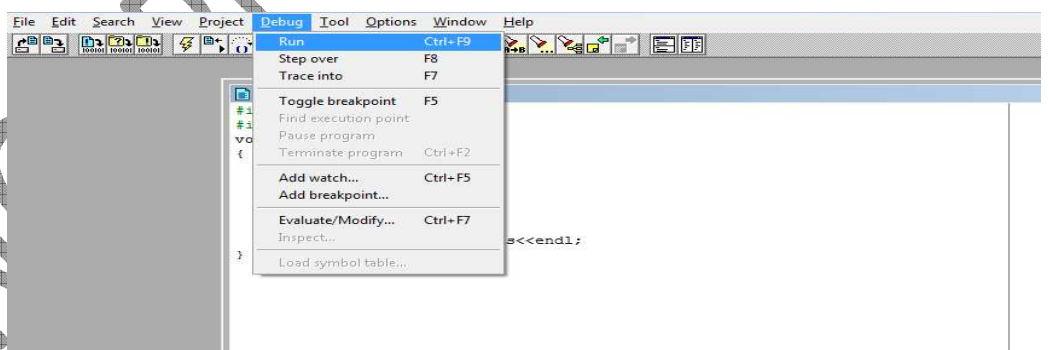 File Edit Search View Project Debug Tool Options Window Help
Run Ctrl+F9
Step over F8
Trace into F7
#i
Toggle breakpoint F5
#i
Find execution point
vo
Pause program
{
Terminate program Ctrl+F2
Add watch... Ctrl+F5
Add breakpoint...
Evaluate/Modify... Ctrl+F7
Inspect...
s<<endl;
}
Load symbol table...